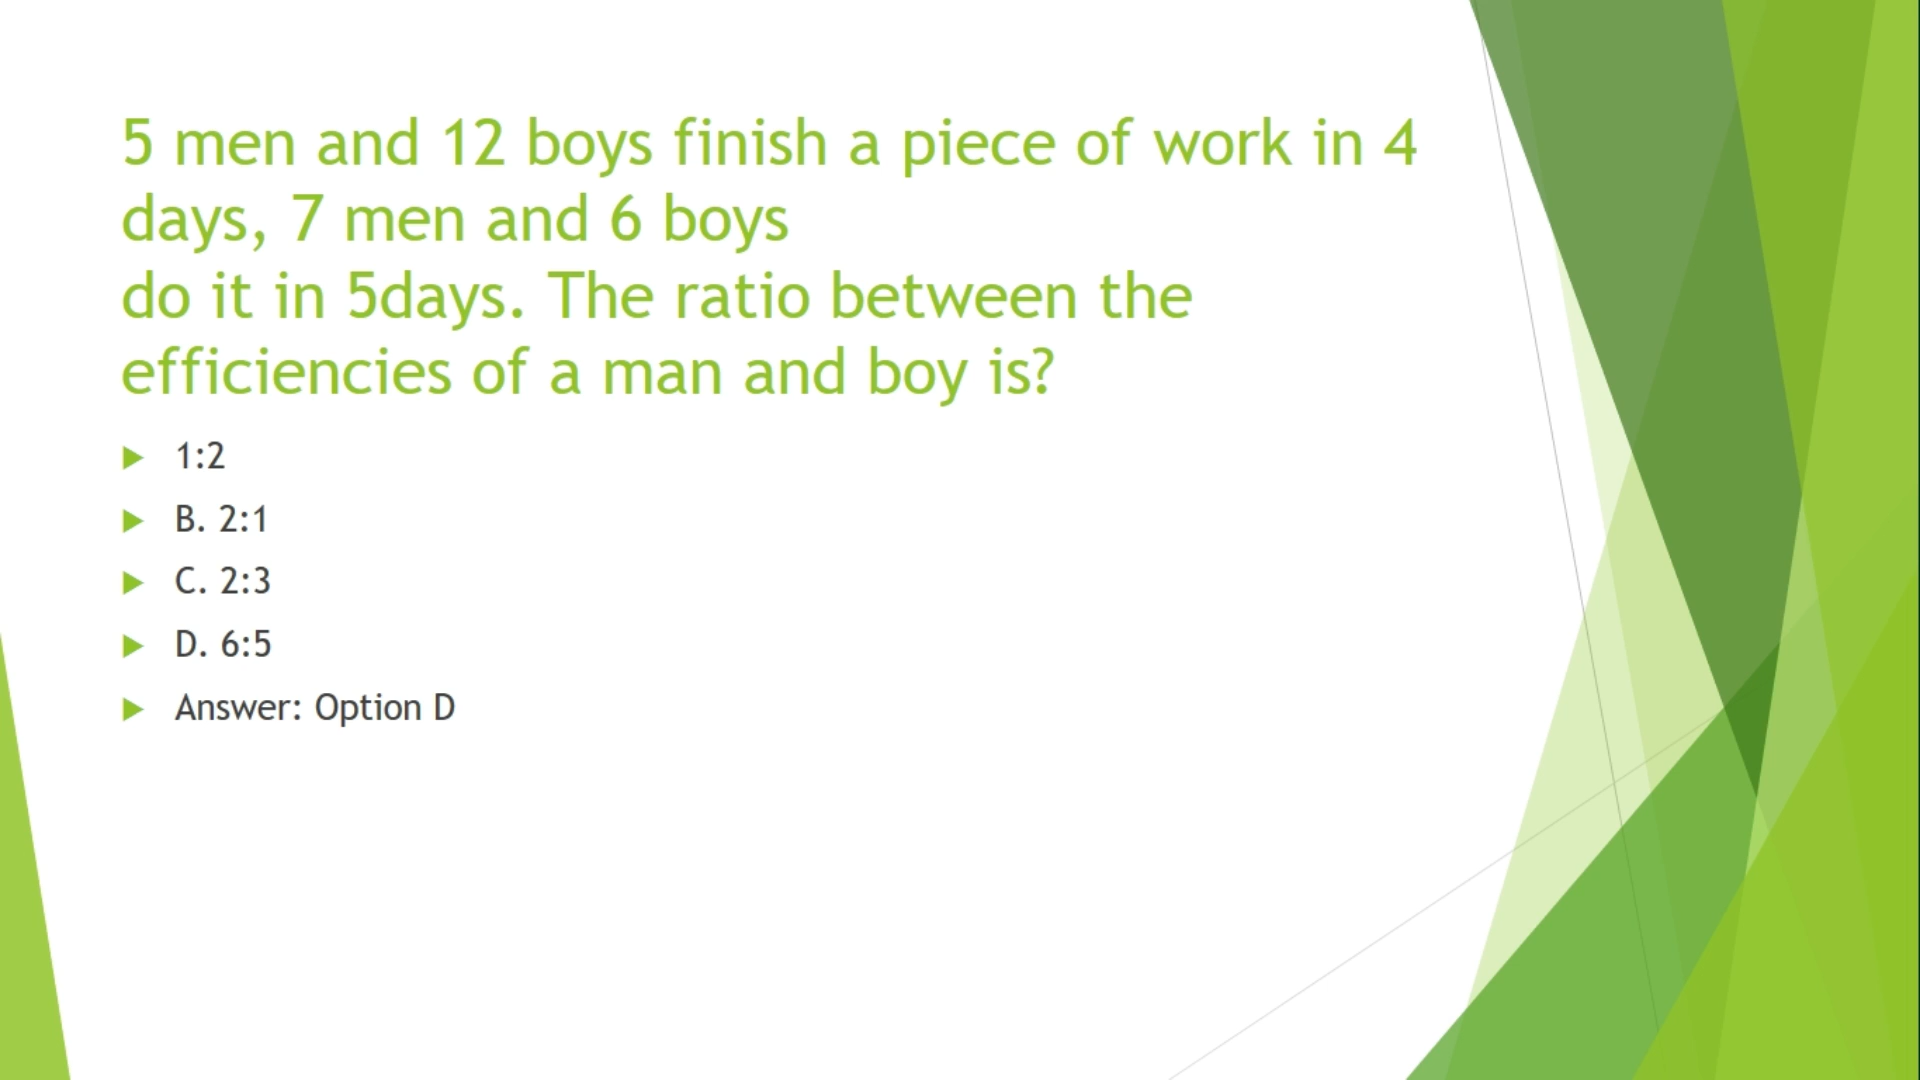 5 men and 12 boys finish a piece of work in 4
days, 7 men and 6 boys
do it in 5days. The ratio between the
efficiencies of a man and boy is?
1:2
B. 2:1
C. 2:3
D. 6:5
Answer: Option D